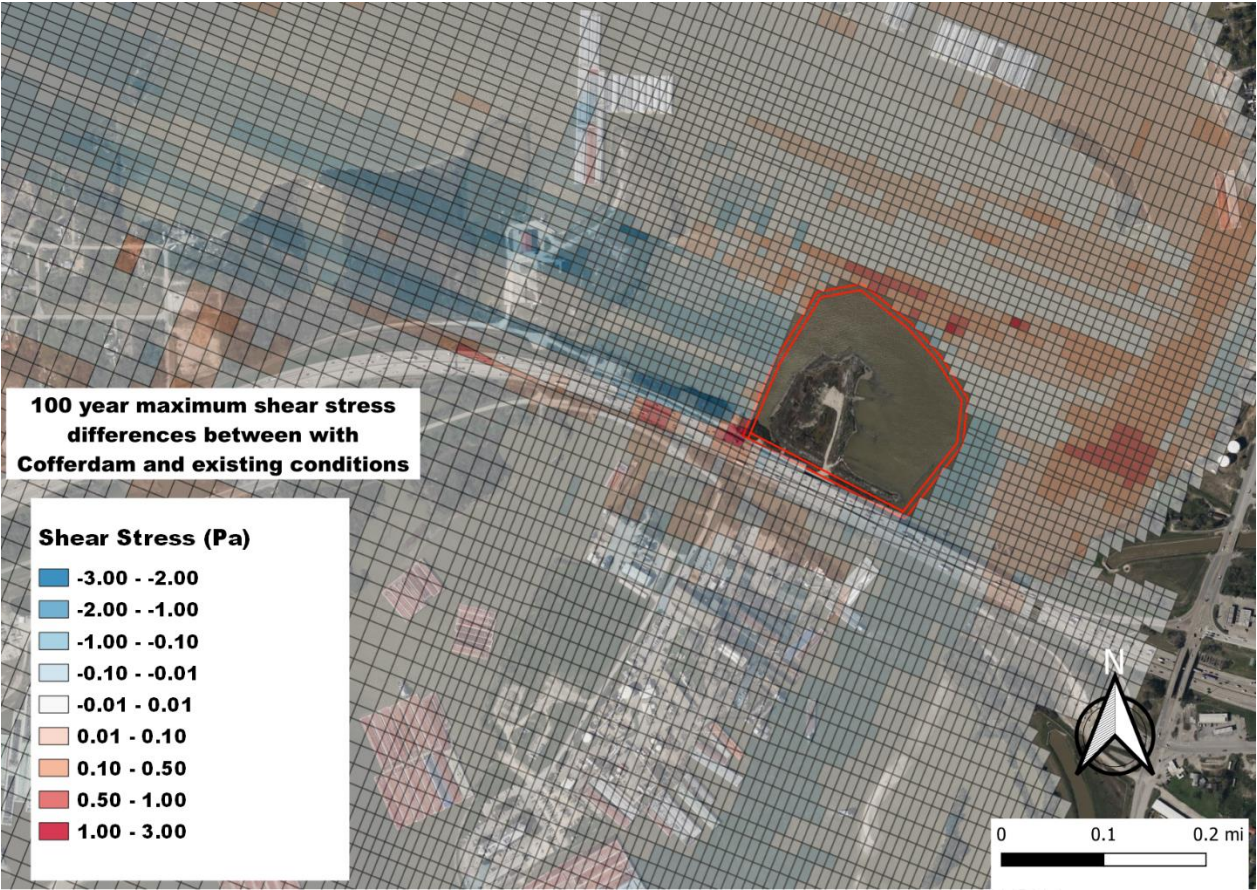 100 year maximum shear stress
differences between with
Cofferdam and existing conditions
Shear Stress (Pa)
-3.00 - -2.00
-2.00 - -1.00
-1.00 - -0.10
-0.10 - -0.01
-0.01 - 0.01
0.01 - 0.10
0.10 - 0.50
0.50 - 1.00
1.00 - 3.00
N
0 0.1 0.2 mi